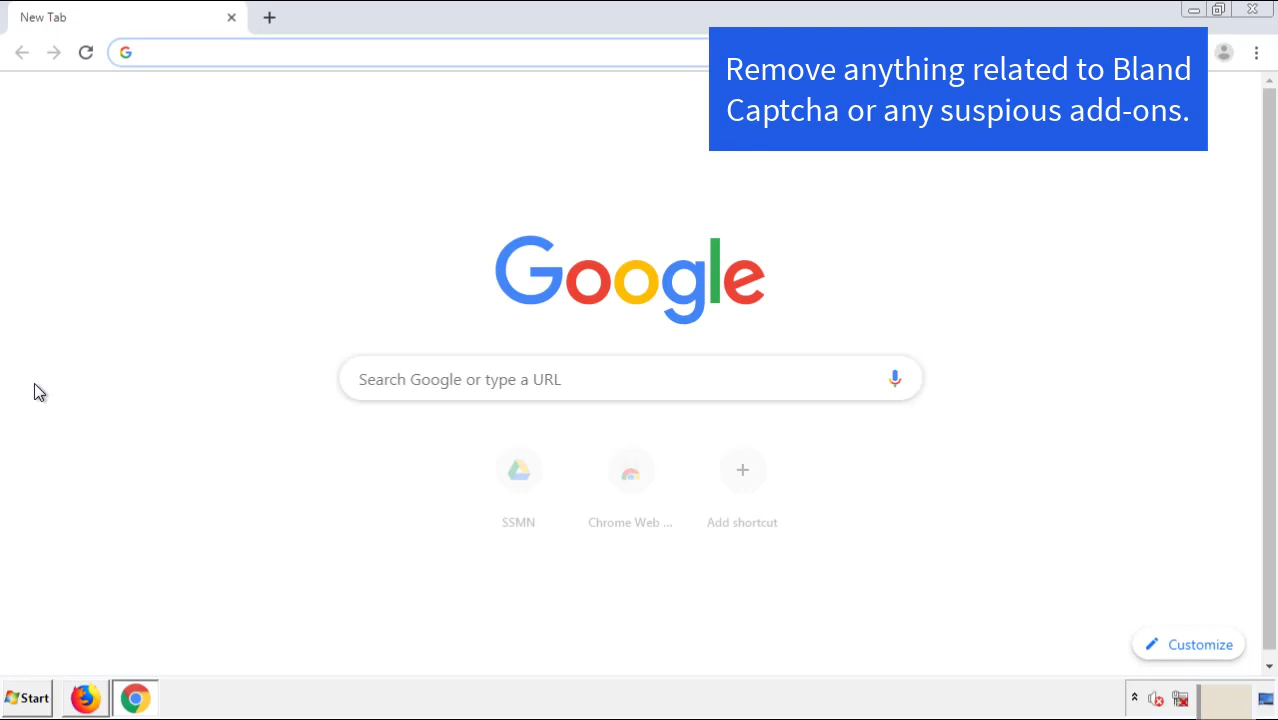 New Tab
Remove anything related to Bland
Captcha or any suspious add-ons.
Google
Search Google or type a URL
SSMN
Chrome Web ...
Add shortcut
Customize
Start